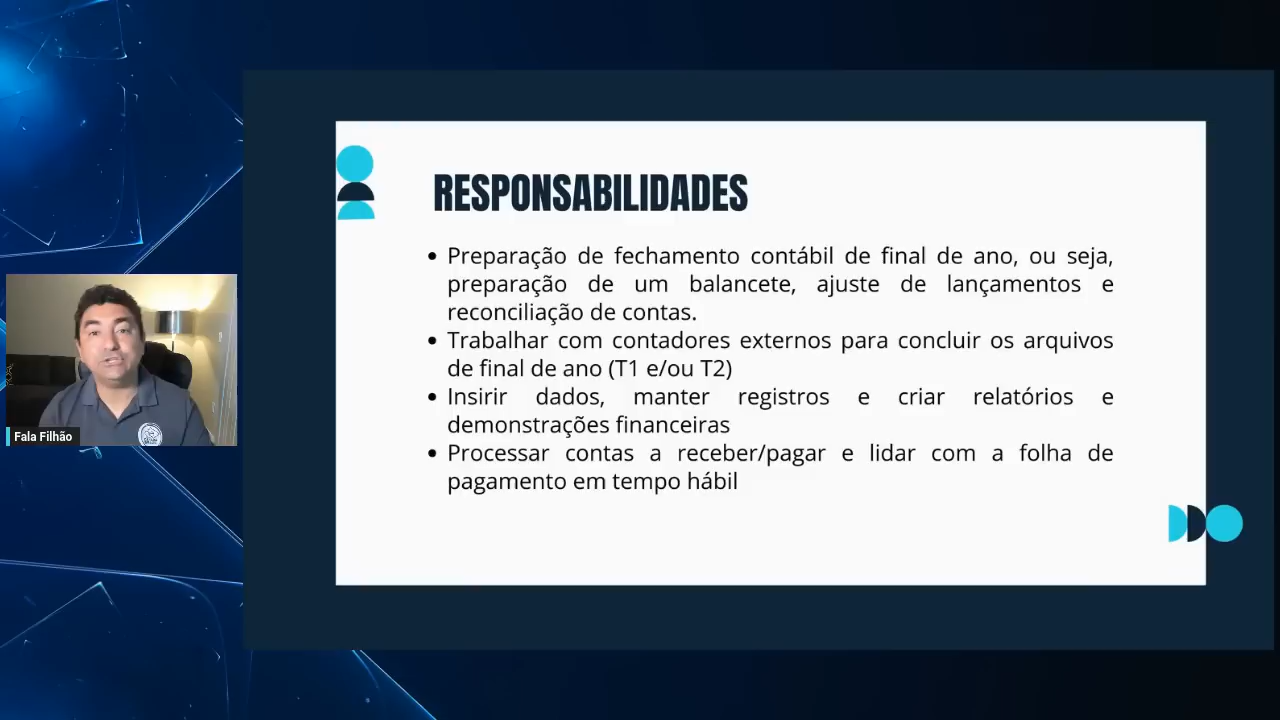 RESPONSABILIDADES
Preparação de fechamento contábil de final de ano, ou seja,
preparação de um balancete, ajuste de lançamentos e
reconciliação de contas.
Trabalhar com contadores externos para concluir os arquivos
de final de ano (T1 e/ou T2)
Insirir dados, manter registros e criar relatórios e
demonstrações financeiras
Processar contas a receber/pagar e lidar com a folha de
pagamento em tempo hábil
Fala Filhão